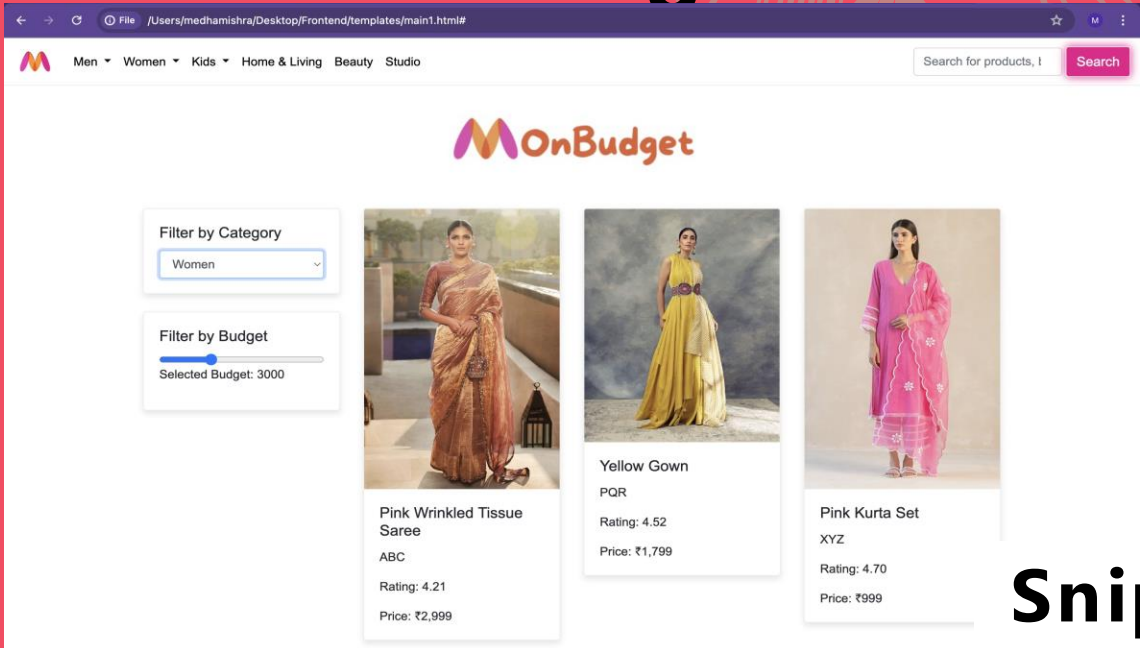 File /Users/medhamishra/Desktop/Frontend/templates/main1.html# M
Men Women Kids Home & Living Beauty Studio Search for products, Search
OnBudget
Filter by Category
Women
Filter by Budget
Selected Budget: 3000
Pink Wrinkled Tissue
Saree
ABC
Rating: 4.21
Price: ₹2,999
Yellow Gown
PQR
Rating: 4.52
Price: ₹1,799
Pink Kurta Set
XYZ
Rating: 4.70
Price: ₹999